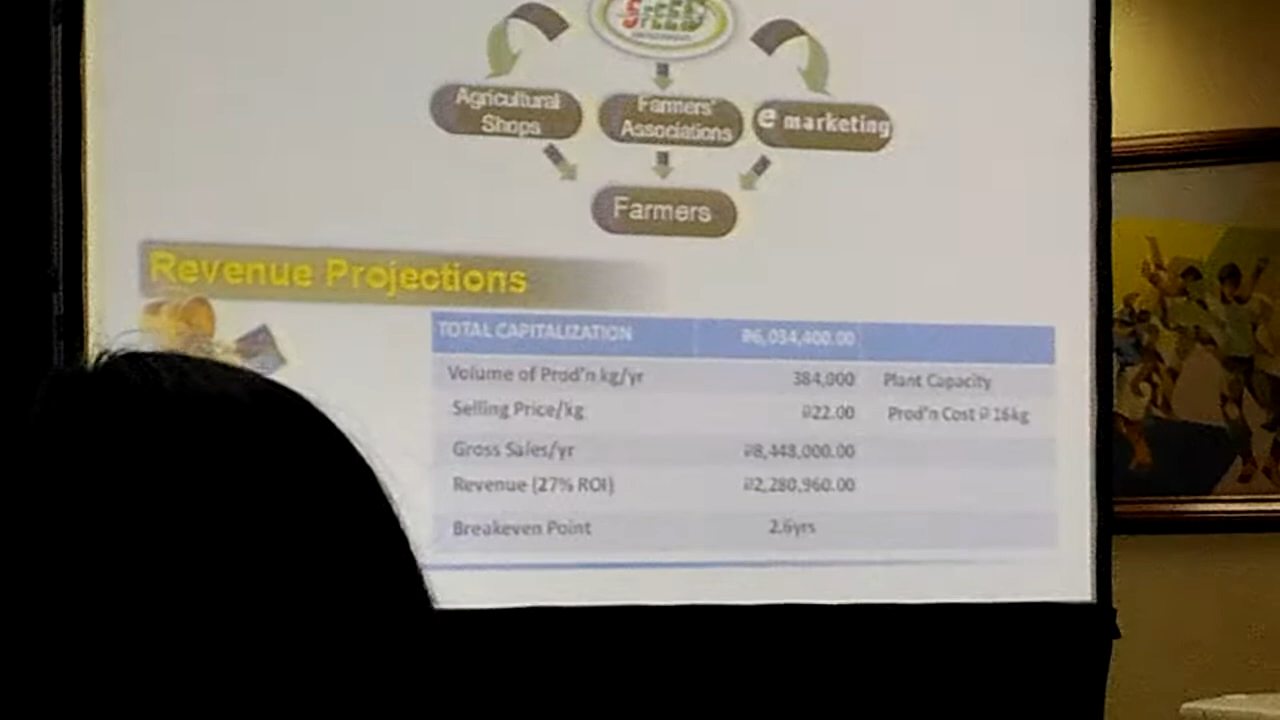 SPEED
Agricultural
Shops
Farmers'
Associations
e marketing
Farmers
Revenue Projections
TOTAL CAPITALIZATION ₱6,034,400.00
Volume of Prod'n kg/yr 384,000 Plant Capacity
Selling Price/kg ₱22.00 Prod'n Cost ₱ 16kg
Gross Sales/yr ₱8,448,000.00
Revenue (27% ROI) ₱2,280,960.00
Breakeven Point 2.6yrs